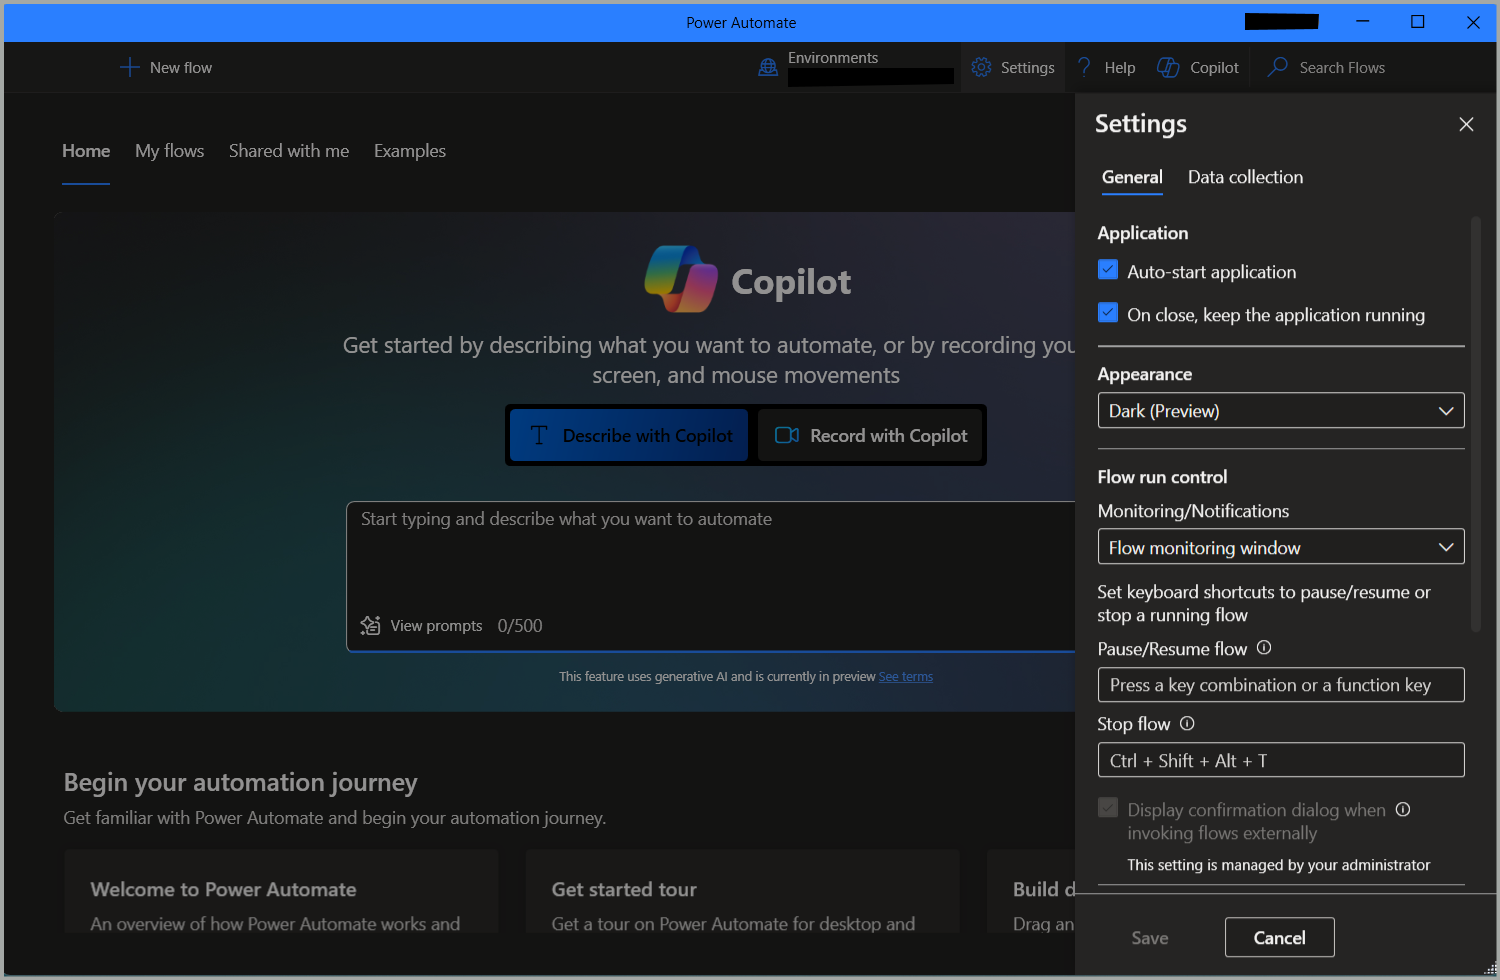 Power Automate
New flow
Environments
Settings
Help
Copilot
Search Flows
Home
My flows
Shared with me
Examples
Copilot
Get started by describing what you want to automate, or by recording
screen, and mouse movements
Describe with Copilot
Record with Copilot
Start typing and describe what you want to automate
View prompts 0/500
This feature uses generative AI and is currently in preview See terms
Begin your automation journey
Get familiar with Power Automate and begin your automation journey.
Welcome to Power Automate
An overview of how Power Automate works and
Get started tour
Get a tour on Power Automate for desktop and
Build
Drag
Settings
General
Data collection
Application
Auto-start application
On close, keep the application running
Appearance
Dark (Preview)
Flow run control
Monitoring/Notifications
Flow monitoring window
Set keyboard shortcuts to pause/resume or
stop a running flow
Pause/Resume flow
Press a key combination or a function key
Stop flow
Ctrl + Shift + Alt + T
Display confirmation dialog when
invoking flows externally
This setting is managed by your administrator
Save
Cancel